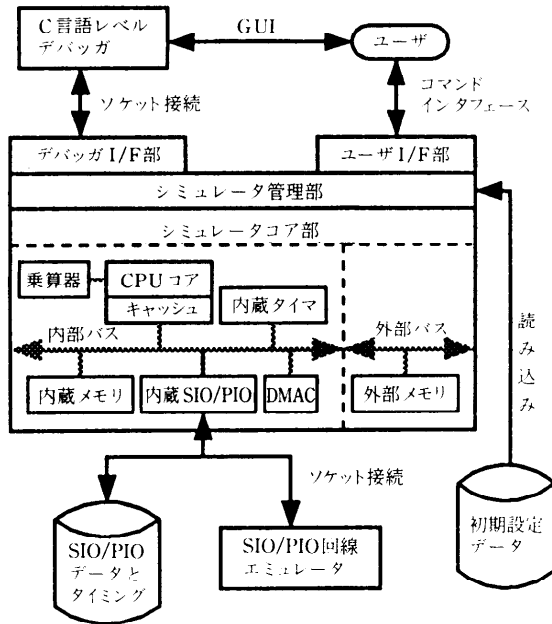 C言語レベル
デバッガ
GUI
ユーザ
ソケット接続
コマンド
インタフェース
デバッガ I/F部
ユーザ I/F部
シミュレータ管理部
シミュレータコア部
乗算器
CPUコア
キャッシュ
内蔵タイマ
内部バス
外部バス
内蔵メモリ
内蔵SIO/PIO
DMAC
外部メモリ
読み込み
ソケット接続
SIO/PIO
データと
タイミング
SIO/PIO回線
エミュレータ
初期設定
データ